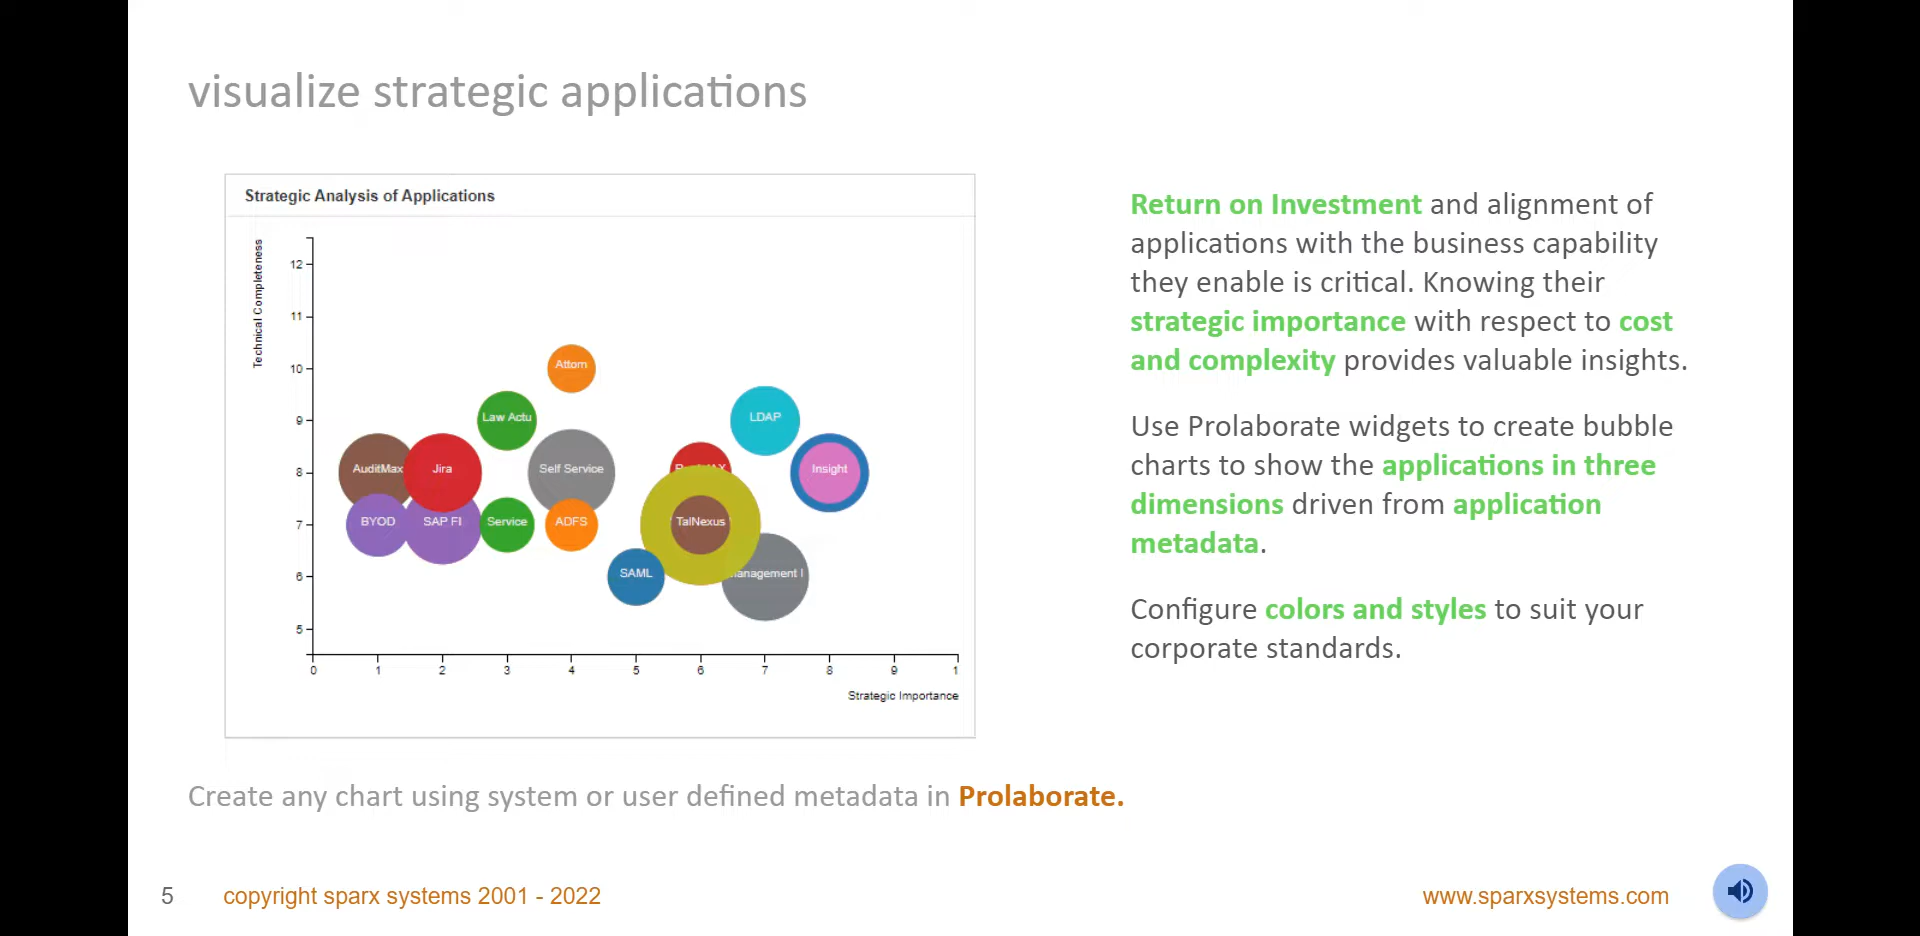 visualize strategic applications
Strategic Analysis of Applications
Technical Completeness
12
11
10
9
8
7
6
5
0 1 2 3 4 5 6 7 8 9 1
Strategic Importance
Attorn
Law Actu
LDAP
AuditMax
Jira
Self Service
Insight
BYOD
SAP FI
Service
ADFS
TalNexus
SAML
anagement I
Return on Investment and alignment of
applications with the business capability
they enable is critical. Knowing their
strategic importance with respect to cost
and complexity provides valuable insights.
Use Prolaborate widgets to create bubble
charts to show the applications in three
dimensions driven from application
metadata.
Configure colors and styles to suit your
corporate standards.
Create any chart using system or user defined metadata in Prolaborate.
5 copyright sparx systems 2001 - 2022
www.sparxsystems.com